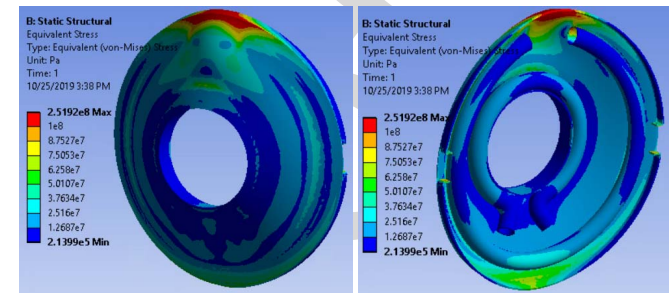 B: Static Structural
Equivalent Stress
Type: Equivalent (von-Mises) Stress
Unit: Pa
Time: 1
10/25/2019 3:38 PM
2.5192e8 Max
1e8
8.7527e7
7.5053e7
6.258e7
5.0107e7
3.7634e7
2.516e7
1.2687e7
2.1399e5 Min
B: Static Structural
Equivalent Stress
Type: Equivalent (von-Mises) Stress
Unit: Pa
Time: 1
10/25/2019 3:38 PM
2.5192e8 Max
1e8
8.7527e7
7.5053e7
6.258e7
5.0107e7
3.7634e7
2.516e7
1.2687e7
2.1399e5 Min